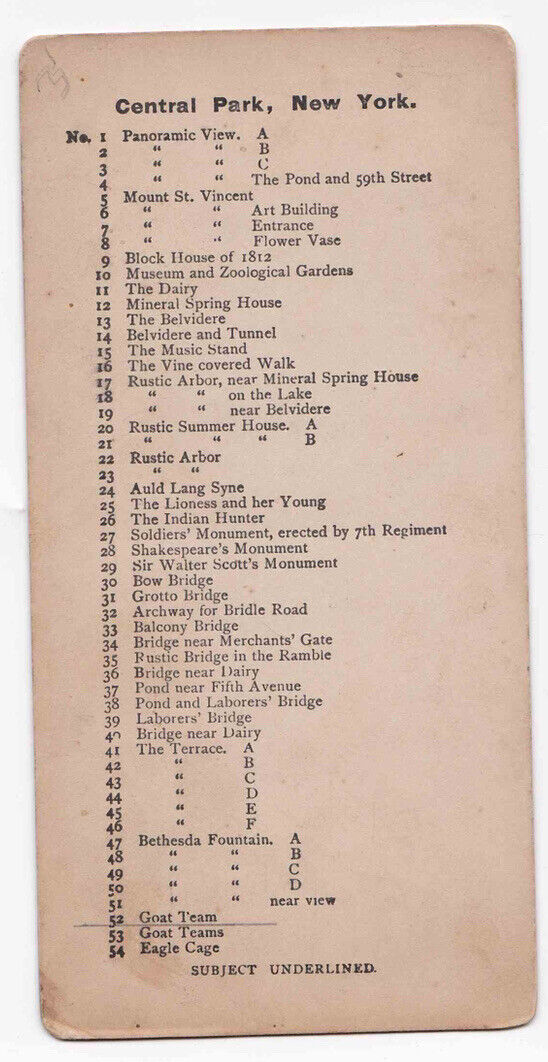 Central Park, New York.
No. 1 Panoramic View. A
2 “ “ B
3 “ “ C
4 “ “ The Pond and 59th Street
5 Mount St. Vincent
6 “ “ Art Building
7 “ “ Entrance
8 “ “ Flower Vase
9 Block House of 1812
10 Museum and Zoological Gardens
11 The Dairy
12 Mineral Spring House
13 The Belvidere
14 Belvidere and Tunnel
15 The Music Stand
16 The Vine covered Walk
17 Rustic Arbor, near Mineral Spring House
18 “ “ on the Lake
19 “ “ near Belvidere
20 Rustic Summer House. A
21 “ “ “ B
22 Rustic Arbor
23 “ “
24 Auld Lang Syne
25 The Lioness and her Young
26 The Indian Hunter
27 Soldiers' Monument, erected by 7th Regiment
28 Shakespeare's Monument
29 Sir Walter Scott's Monument
30 Bow Bridge
31 Grotto Bridge
32 Archway for Bridle Road
33 Balcony Bridge
34 Bridge near Merchants' Gate
35 Rustic Bridge in the Ramble
36 Bridge near Dairy
37 Pond near Fifth Avenue
38 Pond and Laborers' Bridge
39 Laborers' Bridge
40 Bridge near Dairy
41 The Terrace. A
42 “ B
43 “ C
44 “ D
45 “ E
46 “ F
47 Bethesda Fountain. A
48 “ “ B
49 “ “ C
50 “ “ D
51 “ “ near view
52 Goat Team
53 Goat Teams
54 Eagle Cage
SUBJECT UNDERLINED.